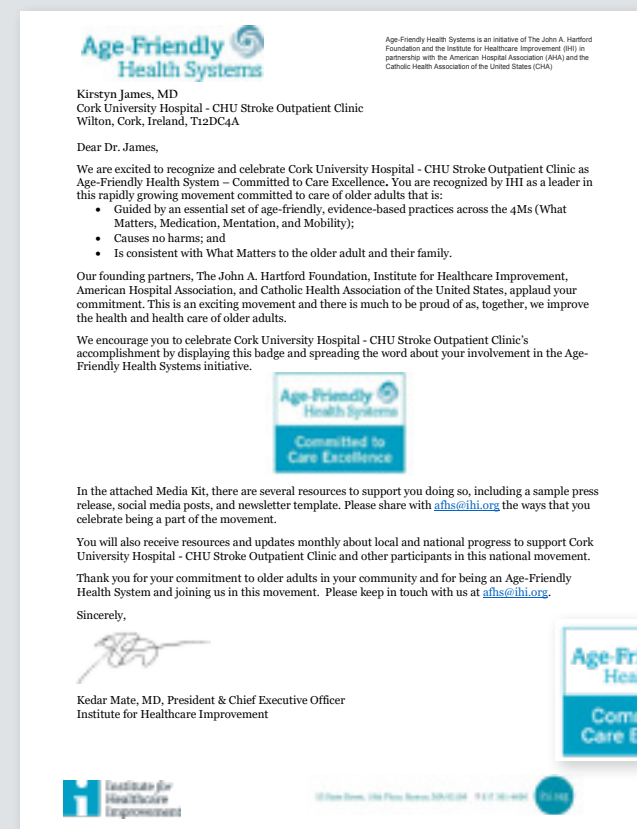 Age-Friendly
Health Systems
Age-Friendly Health Systems is an initiative of The John A. Hartford
Foundation and the Institute for Healthcare Improvement (IHI) in
partnership with the American Hospital Association (AHA) and the
Catholic Health Association of the United States (CHA)
Kirstyn James, MD
Cork University Hospital - CHU Stroke Outpatient Clinic
Wilton, Cork, Ireland, T12DC4A
Dear Dr. James,
We are excited to recognize and celebrate Cork University Hospital - CHU Stroke Outpatient Clinic as
Age-Friendly Health System – Committed to Care Excellence. You are recognized by IHI as a leader in
this rapidly growing movement committed to care of older adults that is:
• Guided by an essential set of age-friendly, evidence-based practices across the 4Ms (What
Matters, Medication, Mentation, and Mobility);
• Causes no harms; and
• Is consistent with What Matters to the older adult and their family.
Our founding partners, The John A. Hartford Foundation, Institute for Healthcare Improvement,
American Hospital Association, and Catholic Health Association of the United States, applaud your
commitment. This is an exciting movement and there is much to be proud of as, together, we improve
the health and health care of older adults.
We encourage you to celebrate Cork University Hospital - CHU Stroke Outpatient Clinic's
accomplishment by displaying this badge and spreading the word about your involvement in the Age-
Friendly Health Systems initiative.
Age-Friendly
Health Systems
Committed to
Care Excellence
In the attached Media Kit, there are several resources to support you doing so, including a sample press
release, social media posts, and newsletter template. Please share with afhs@ihi.org the ways that you
celebrate being a part of the movement.
You will also receive resources and updates monthly about local and national progress to support Cork
University Hospital - CHU Stroke Outpatient Clinic and other participants in this national movement.
Thank you for your commitment to older adults in your community and for being an Age-Friendly
Health System and joining us in this movement. Please keep in touch with us at afhs@ihi.org.
Sincerely,
Kedar Mate, MD, President & Chief Executive Officer
Institute for Healthcare Improvement
Age-Fri
Hea
Com
Care E
Institute for
Healthcare
Improvement
ihi.org